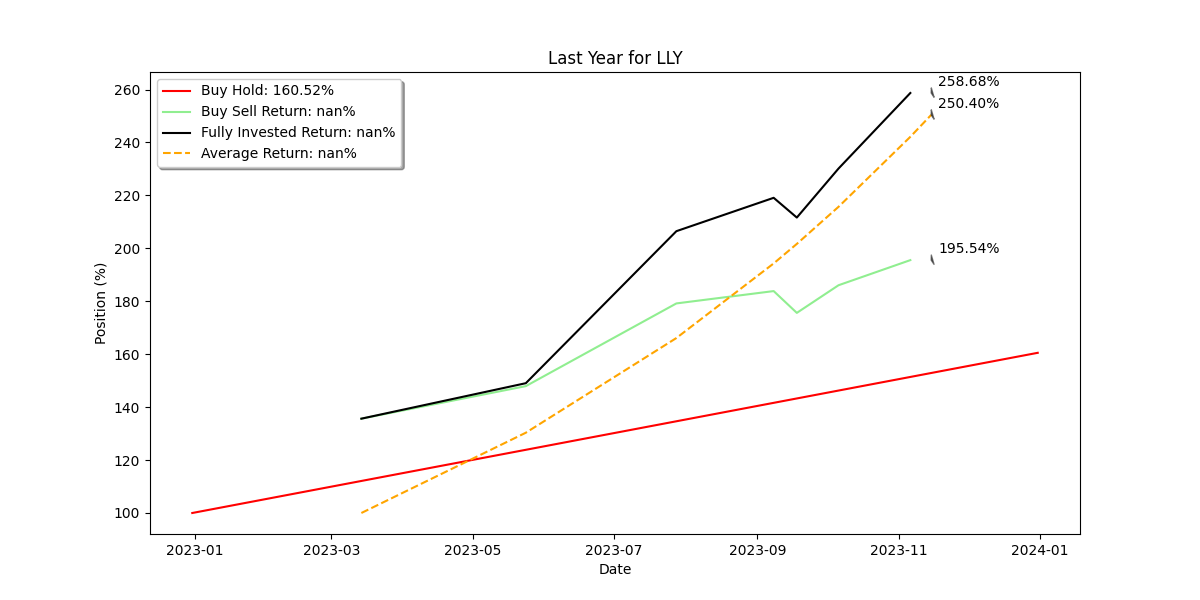 Last Year for LLY
Buy Hold: 160.52%
Buy Sell Return: nan%
Fully Invested Return: nan%
Average Return: nan%
258.68%
250.40%
195.54%
Position (%)
260
240
220
200
180
160
140
120
100
2023-01
2023-03
2023-05
2023-07
2023-09
2023-11
2024-01
Date